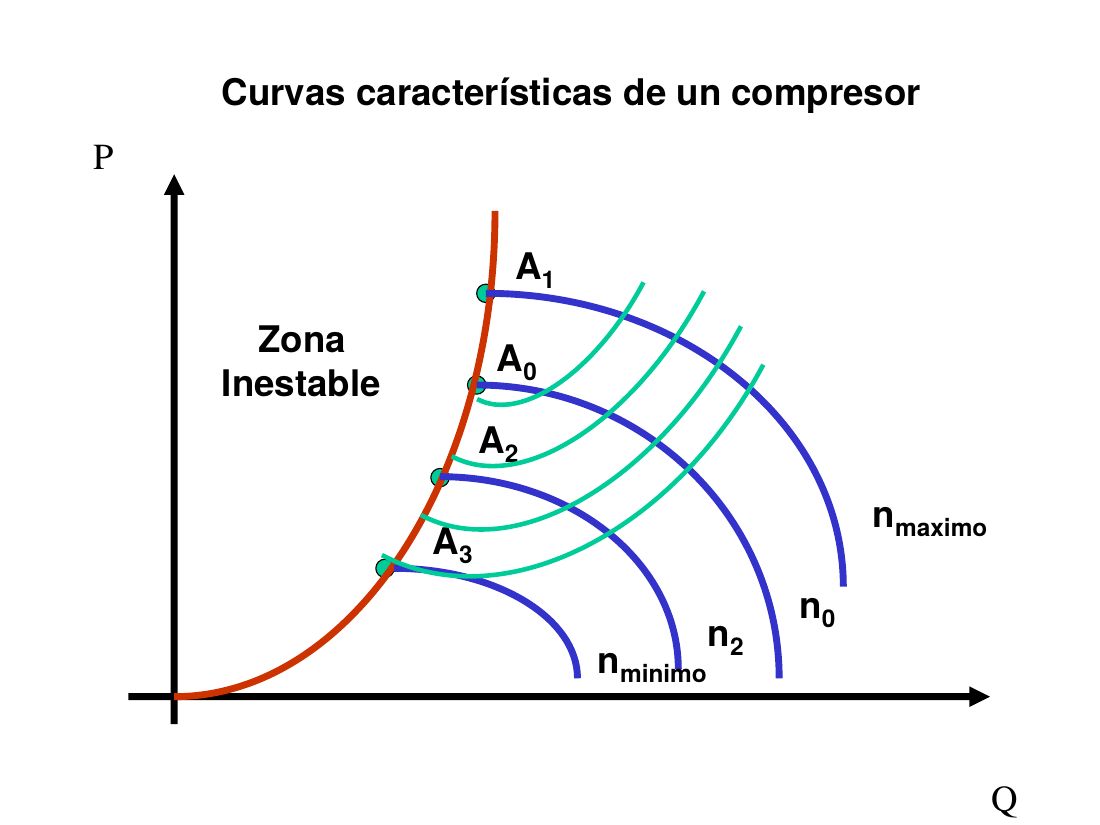 Curvas características de un compresor
P
A1
Zona
Inestable
A0
A2
A3
nmaximo
n0
n2
nminimo
Q